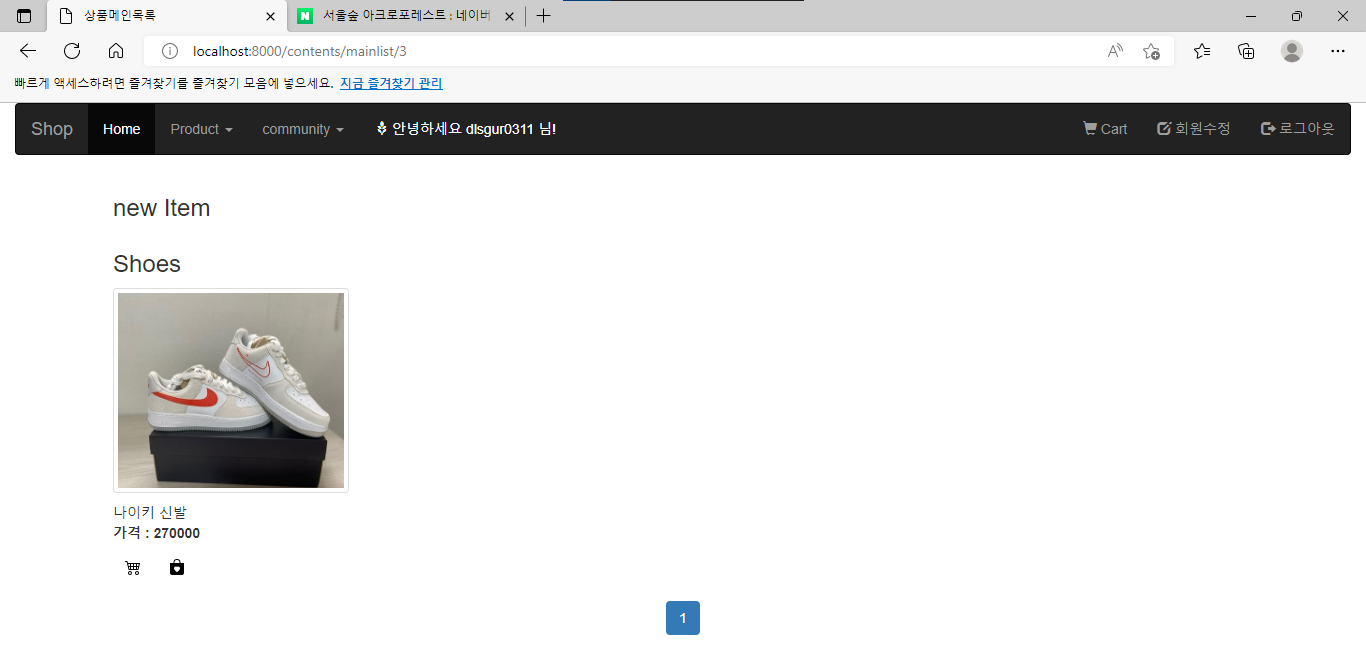 상품메인목록
서울숲 아크로포레스트 : 네이버
localhost:8000/contents/mainlist/3
빠르게 액세스하려면 즐겨찾기를 즐겨찾기 모음에 넣으세요. 지금 즐겨찾기 관리
Shop Home Product community 안녕하세요 dlsgur0311 님! Cart 회원수정 로그아웃
new Item
Shoes
나이키 신발
가격 : 270000
1